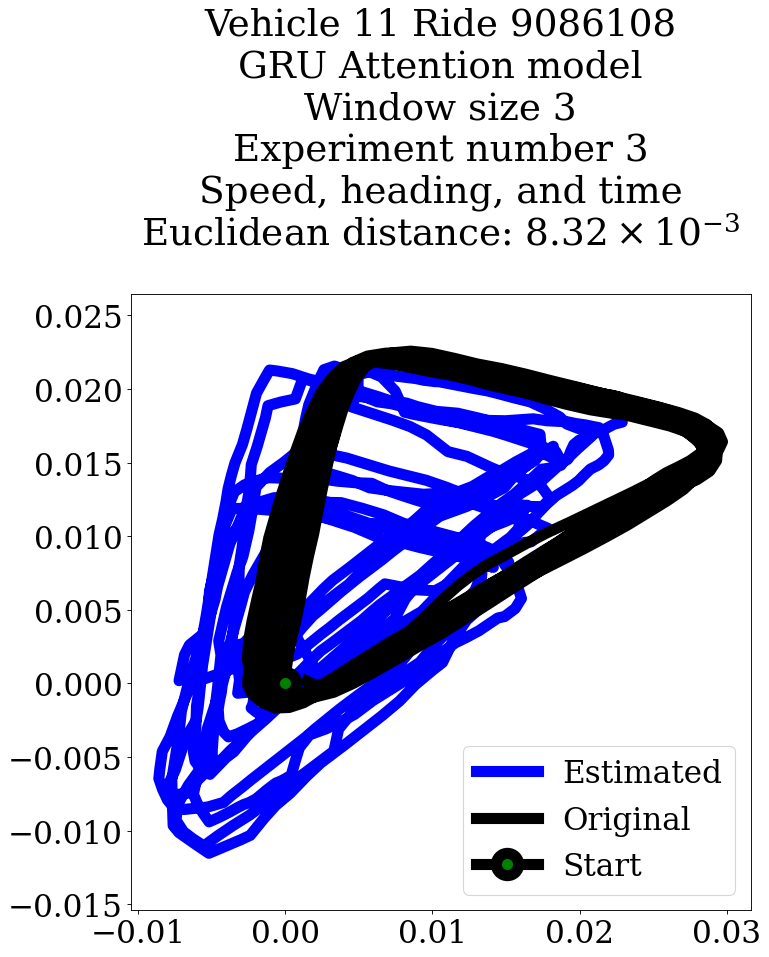 Vehicle 11 Ride 9086108
GRU Attention model
Window size 3
Experiment number 3
Speed, heading, and time
Euclidean distance: 8.32 × 10⁻³
0.025
0.020
0.015
0.010
0.005
0.000
−0.005
−0.010
−0.015
−0.01 0.00 0.01 0.02 0.03
Estimated
Original
Start